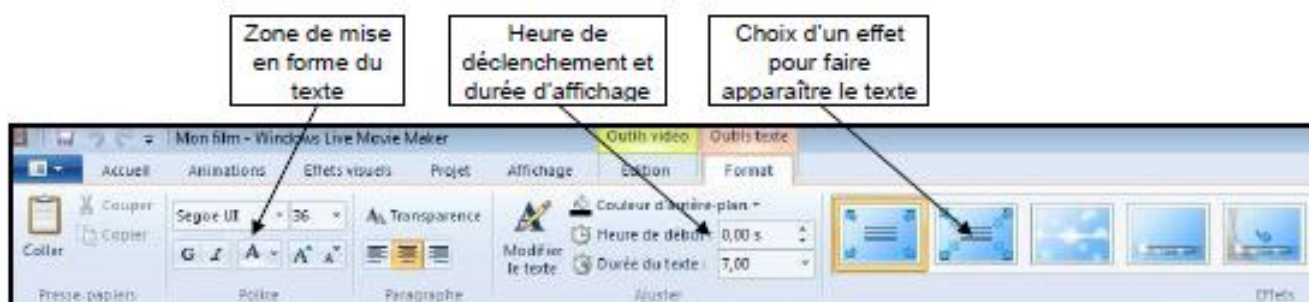 Zone de mise
en forme du
texte
Heure de
déclenchement et
durée d'affichage
Choix d'un effet
pour faire
apparaître le texte
Mon film - Windows Live Movie Maker
Outils vidéo
Outils texte
Accueil
Animations
Effets visuels
Projet
Affichage
Edition
Format
Coller
Couper
Copier
Presse-papiers
Segoe UI
36
G I A A A
Police
Transparence
Paragraphe
Modifier
le texte
Couleur d'arrière-plan
Heure de début :
0,00 s
Durée du texte :
7,00
Ajuster
Effets